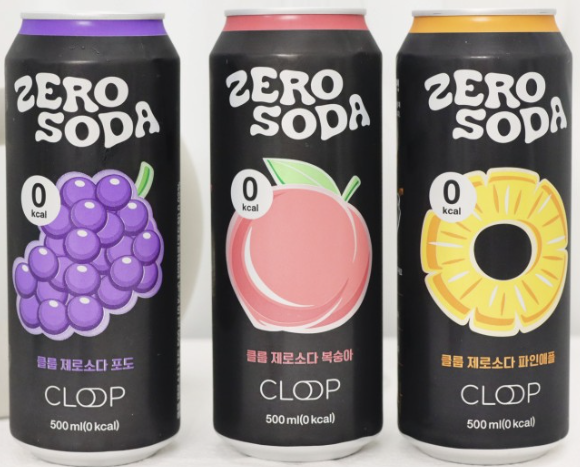 ZERO
SODA
0
kcal
클룹 제로소다 포도
CLOOP
500 ml(0 kcal)
ZERO
SODA
0
kcal
클룹 제로소다 복숭아
CLOOP
500 ml(0 kcal)
ZERO
SODA
0
kcal
클룹 제로소다 파인애플
CLOOP
500 ml(0 kcal)